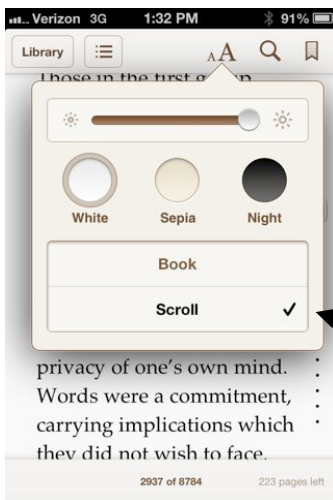 Verizon 3G 1:32 PM 91%
Library AA
Those in the first group
White Sepia Night
Book
Scroll
privacy of one's own mind.
Words were a commitment,
carrying implications which
they did not wish to face.
2937 of 8784 223 pages left